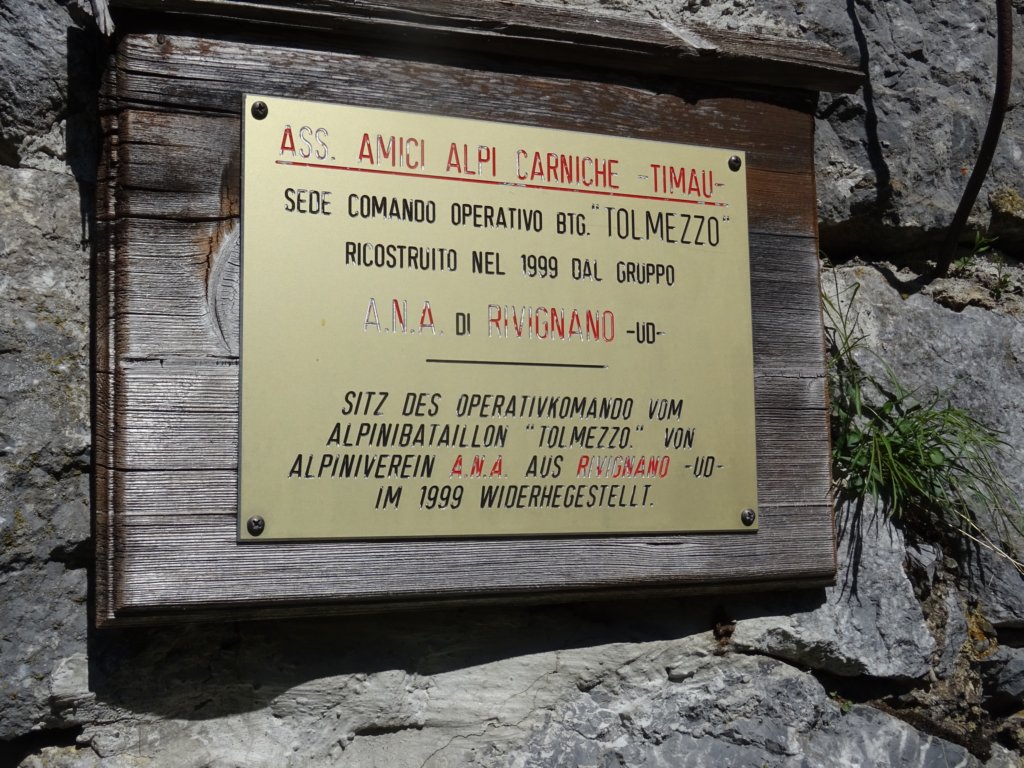 ASS. AMICI ALPI CARNICHE -TIMAU-
SEDE COMANDO OPERATIVO BTG. "TOLMEZZO"
RICOSTRUITO NEL 1999 DAL GRUPPO
A.N.A. DI RIVIGNANO -UD-
SITZ DES OPERATIVKOMANDO VOM
ALPINIBATAILLON "TOLMEZZO." VON
ALPINIVEREIN A.N.A. AUS RIVIGNANO -UD-
IM 1999 WIDERHEGESTELLT.